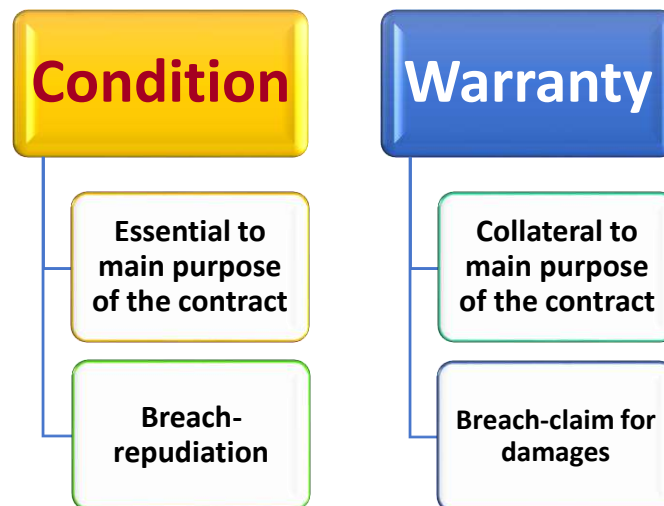 Condition
Essential to
main purpose
of the contract
Breach-
repudiation
Warranty
Collateral to
main purpose
of the contract
Breach-claim for
damages